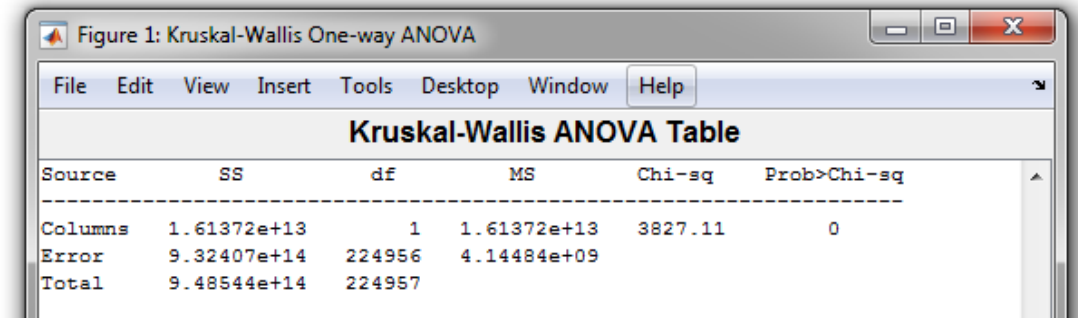 Figure 1: Kruskal-Wallis One-way ANOVA
File Edit View Insert Tools Desktop Window Help
Kruskal-Wallis ANOVA Table
Source SS df MS Chi-sq Prob>Chi-sq
----------------------------------------------------------------------
Columns 1.61372e+13 1 1.61372e+13 3827.11 0
Error 9.32407e+14 224956 4.14484e+09
Total 9.48544e+14 224957